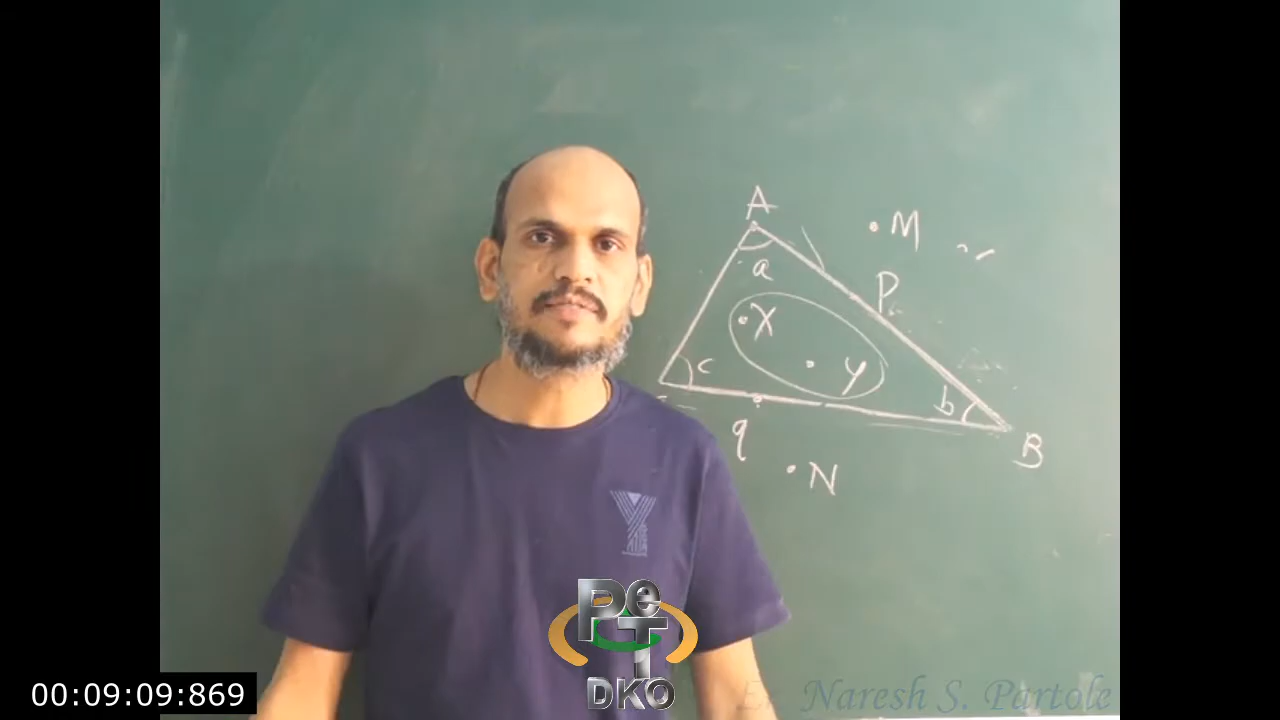 A
M
a
P
X
c
Y
b
q
B
N
Y
PeT
DKO
00:09:09:869
Er. Naresh S. Partole